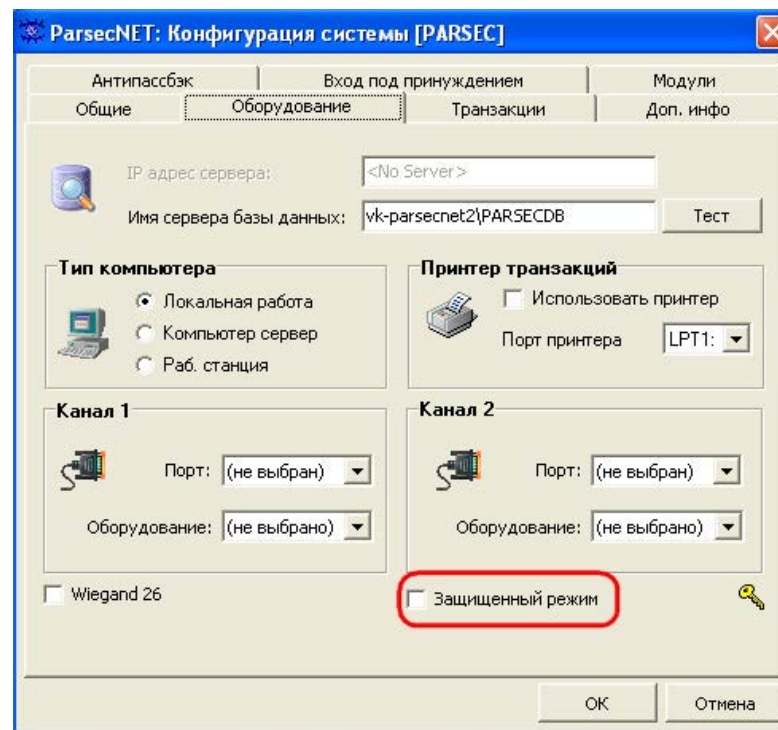 ParsecNET: Конфигурация системы [PARSEC]
Антипассбэк Вход под принуждением Модули
Общие Оборудование Транзакции Доп. инфо
IP адрес сервера: <No Server>
Имя сервера базы данных: vk-parsecnet2\PARSECDB Тест
Тип компьютера
Локальная работа
Компьютер сервер
Раб. станция
Принтер транзакций
Использовать принтер
Порт принтера LPT1:
Канал 1
Порт: (не выбран)
Оборудование: (не выбрано)
Канал 2
Порт: (не выбран)
Оборудование: (не выбрано)
Wiegand 26 Защищенный режим
ОК Отмена